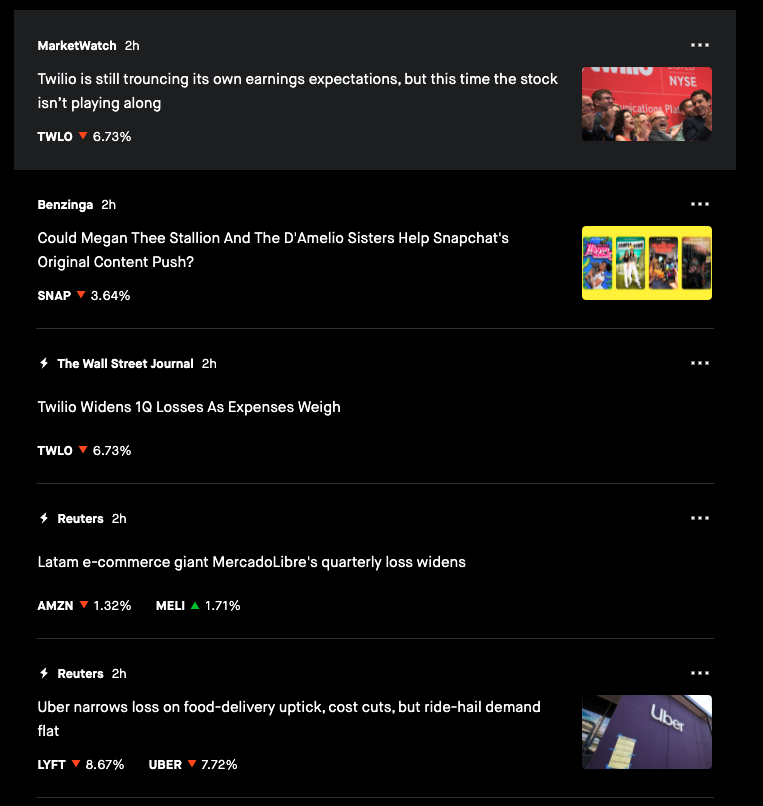 MarketWatch 2h
Twilio is still trouncing its own earnings expectations, but this time the stock
isn't playing along
TWLO ▼ 6.73%
twilio
NYSE
Benzinga 2h
Could Megan Thee Stallion And The D'Amelio Sisters Help Snapchat's
Original Content Push?
SNAP ▼ 3.64%
The Wall Street Journal 2h
Twilio Widens 1Q Losses As Expenses Weigh
TWLO ▼ 6.73%
Reuters 2h
Latam e-commerce giant MercadoLibre's quarterly loss widens
AMZN ▼ 1.32% MELI ▲ 1.71%
Reuters 2h
Uber narrows loss on food-delivery uptick, cost cuts, but ride-hail demand
flat
Uber
LYFT ▼ 8.67% UBER ▼ 7.72%